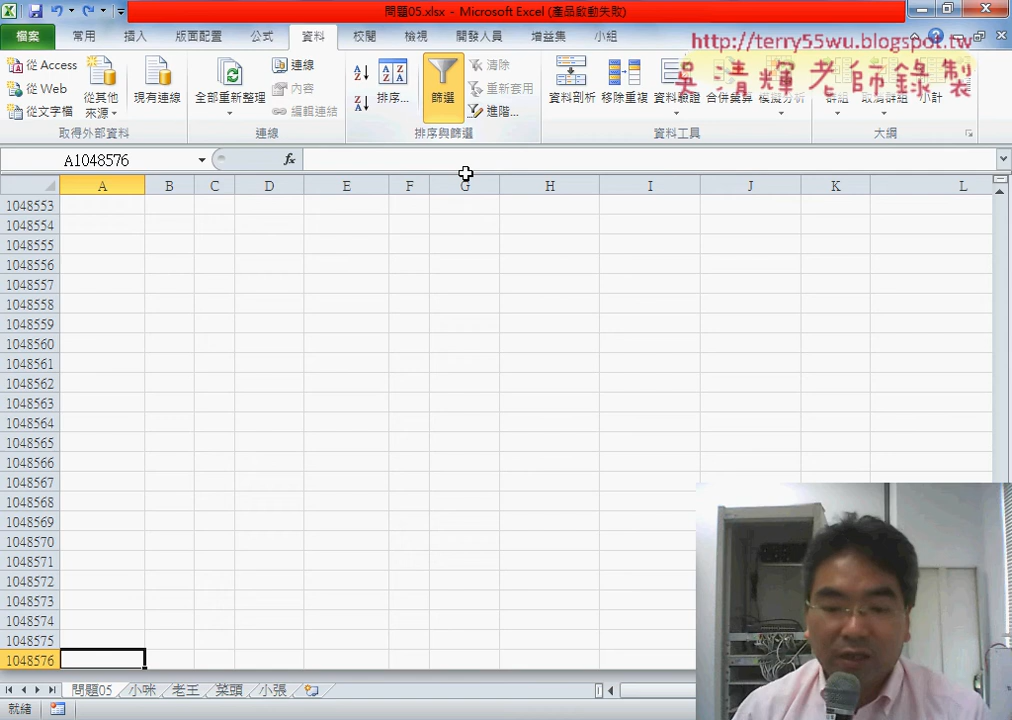 問題05.xlsx - Microsoft Excel (產品啟動失敗)
檔案 常用 插入 版面配置 公式 資料 校閱 檢視 開發人員 增益集 小組
http://terry55wu.blogspot.tw
吳清輝老師錄製
從 Access
從 Web
從文字檔
從其他來源
現有連線
取得外部資料
全部重新整理
連線
內容
編輯連結
連線
排序...
篩選
清除
重新套用
進階...
排序與篩選
資料剖析 移除重複 資料驗證 合併彙算 模擬分析
資料工具
群組 取消群組 小計
大綱
A1048576 fx
A B C D E F G H I J K L
1048553
1048554
1048555
1048556
1048557
1048558
1048559
1048560
1048561
1048562
1048563
1048564
1048565
1048566
1048567
1048568
1048569
1048570
1048571
1048572
1048573
1048574
1048575
1048576
問題05 小咪 老王 菜頭 小張
就緒